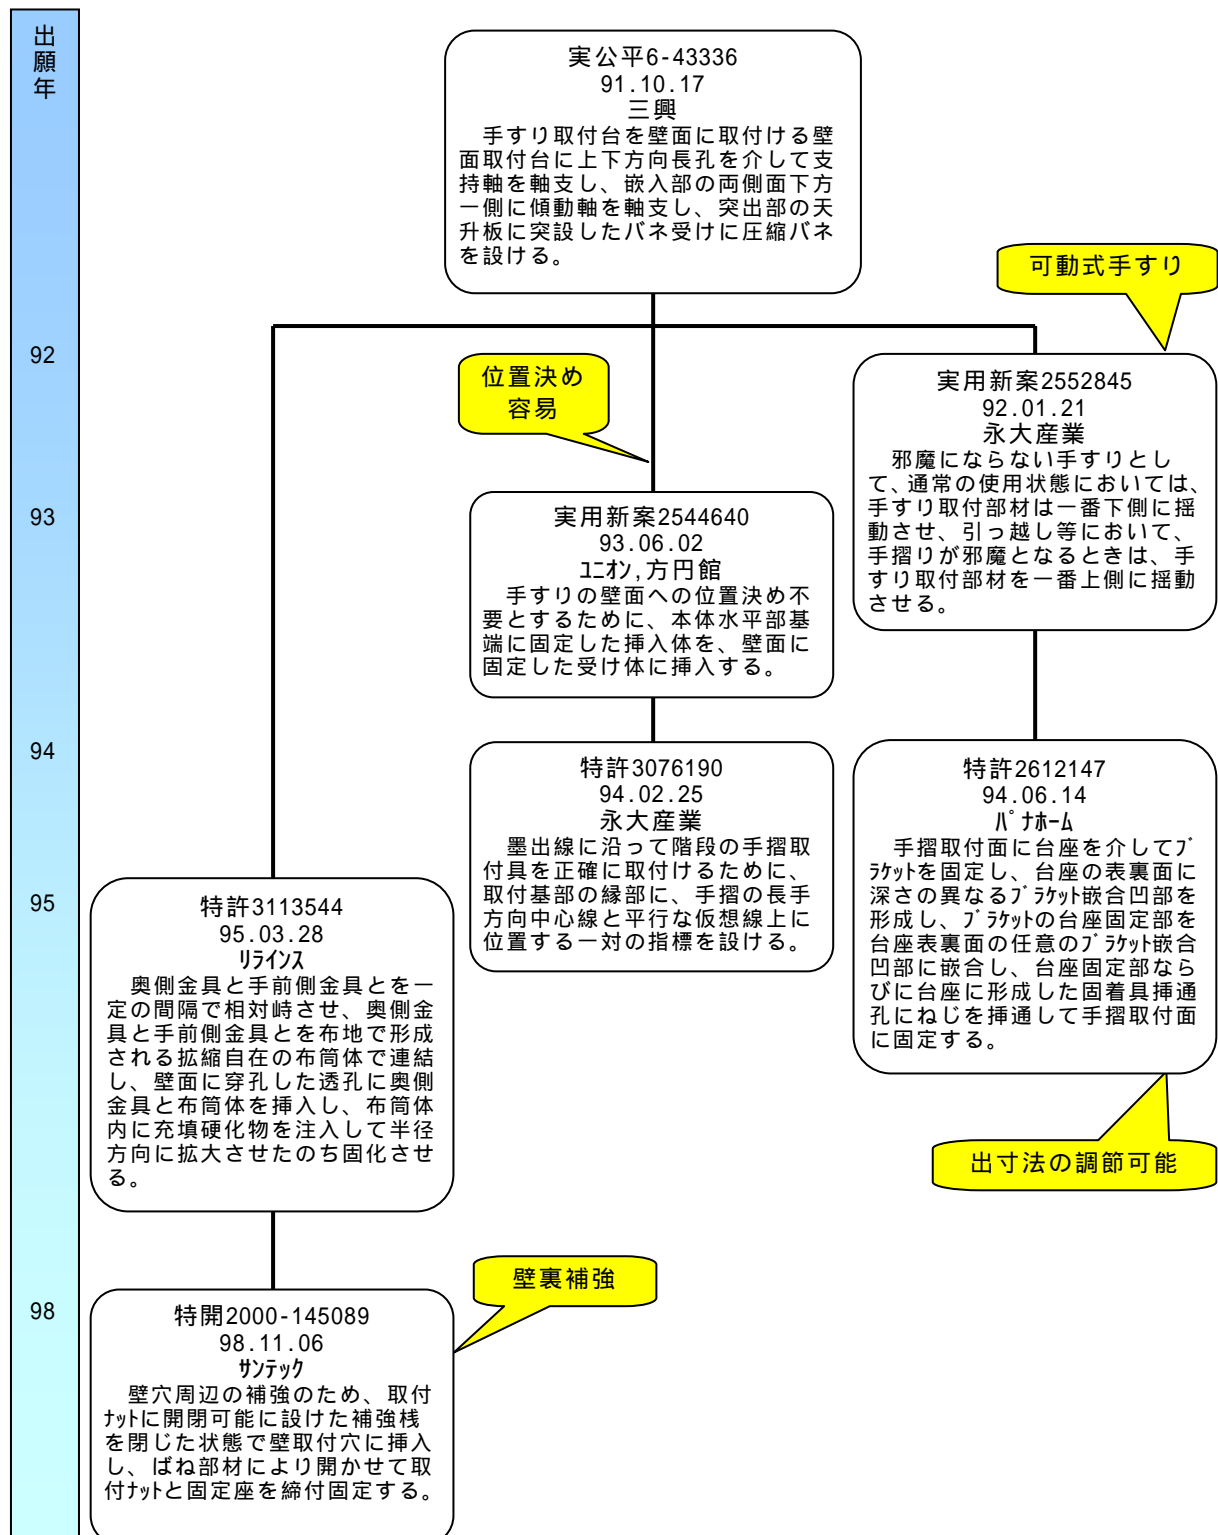 出願年
実公平6-43336
91.10.17
三興
手すり取付台を壁面に取付ける壁
面取付台に上下方向長孔を介して支
持軸を軸支し、嵌入部の両側面下方
一側に傾動軸を軸支し、突出部の天
升板に突設したバネ受けに圧縮バネ
を設ける。
可動式手すり
92
位置決め
容易
実用新案2552845
92.01.21
永大産業
邪魔にならない手すりとし
て、通常の使用状態においては、
手すり取付部材は一番下側に揺
動させ、引っ越し等において、
手摺りが邪魔となるときは、手
すり取付部材を一番上側に揺動
させる。
93
実用新案2544640
93.06.02
ﾕﾆオﾝ,方円館
手すりの壁面への位置決め不
要とするために、本体水平部基
端に固定した挿入体を、壁面に
固定した受け体に挿入する。
94
特許3076190
94.02.25
永大産業
墨出線に沿って階段の手摺取
付具を正確に取付けるために、
取付基部の縁部に、手摺の長手
方向中心線と平行な仮想線上に
位置する一対の指標を設ける。
特許2612147
94.06.14
ﾊﾟﾅﾎｰﾑ
手摺取付面に台座を介してﾌﾞ
ﾗｹｯﾄを固定し、台座の表裏面に
深さの異なるﾌﾞﾗｹｯﾄ嵌合凹部を
形成し、ﾌﾞﾗｹｯﾄの台座固定部を
台座表裏面の任意のﾌﾞﾗｹｯﾄ嵌合
凹部に嵌合し、台座固定部なら
びに台座に形成した固着具挿通
孔にねじを挿通して手摺取付面
に固定する。
出寸法の調節可能
95
特許3113544
95.03.28
ﾘﾗｲﾝｽ
奥側金具と手前側金具とを一
定の間隔で相対峙させ、奥側金
具と手前側金具とを布地で形成
される拡縮自在の布筒体で連結
し、壁面に穿孔した透孔に奥側
金具と布筒体を挿入し、布筒体
内に充填硬化物を注入して半径
方向に拡大させたのち固化させ
る。
壁裏補強
98
特開2000-145089
98.11.06
ｻﾝﾃｯｸ
壁穴周辺の補強のため、取付
ﾅｯﾄに開閉可能に設けた補強桟
を閉じた状態で壁取付穴に挿入
し、ばね部材により開かせて取
付ﾅｯﾄと固定座を締付固定する。